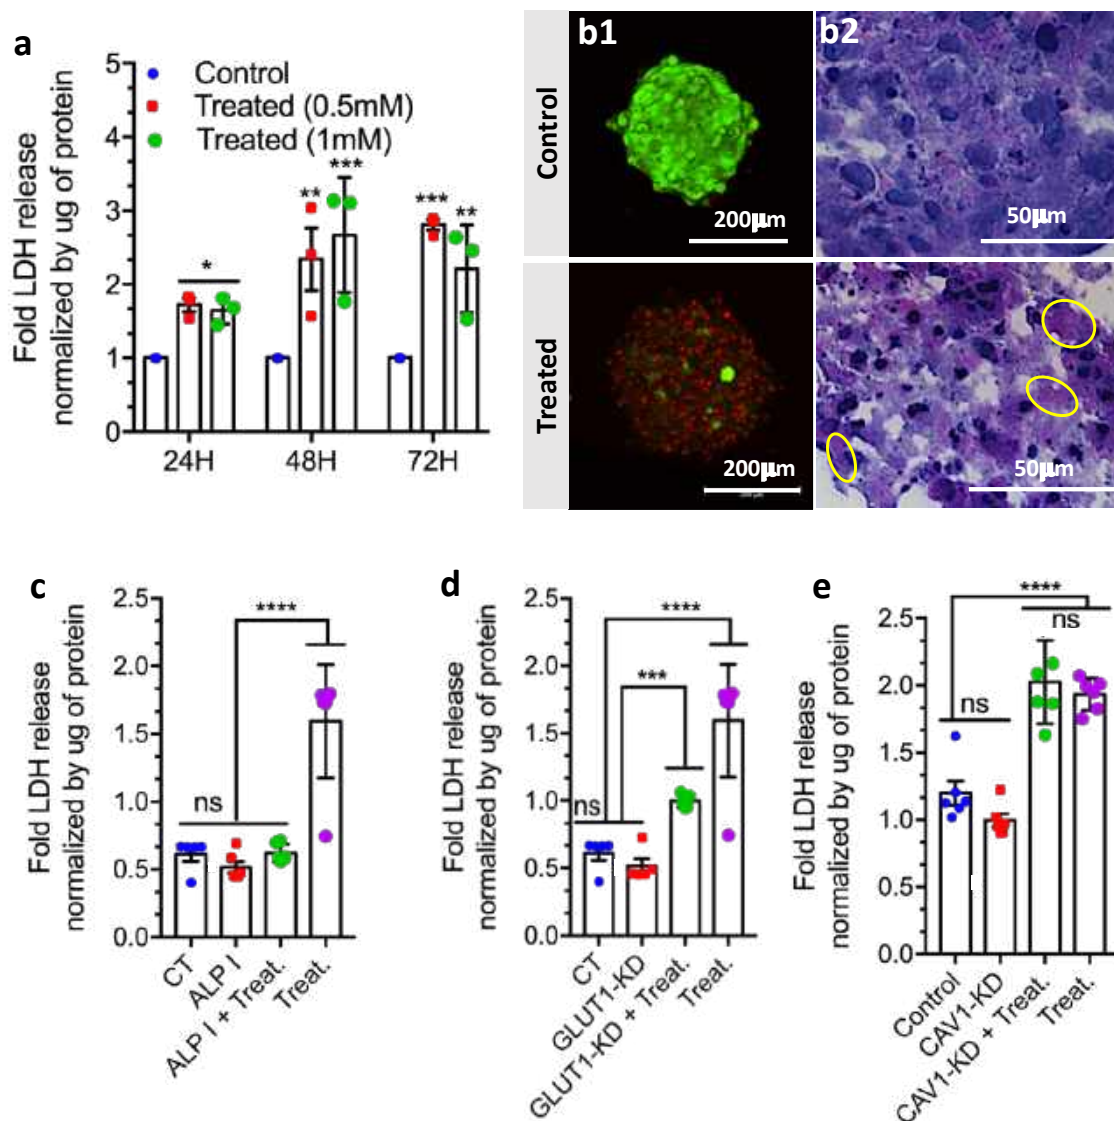 a
Fold LDH release
normalized by ug of protein
5
4
3
2
1
0
Control
Treated (0.5mM)
Treated (1mM)
*
**
***
***
**
24H
48H
72H
b1
b2
Control
200μm
50μm
Treated
200μm
50μm
c
Fold LDH release
normalized by ug of protein
2.5
2.0
1.5
1.0
0.5
0.0
****
ns
CT
ALP I
ALP I + Treat.
Treat.
d
Fold LDH release
normalized by ug of protein
2.5
2.0
1.5
1.0
0.5
0.0
****
***
ns
CT
GLUT1-KD
GLUT1-KD + Treat.
Treat.
e
Fold LDH release
normalized by ug of protein
2.5
2.0
1.5
1.0
0.5
0.0
****
ns
ns
Control
CAV1-KD
CAV1-KD + Treat.
Treat.